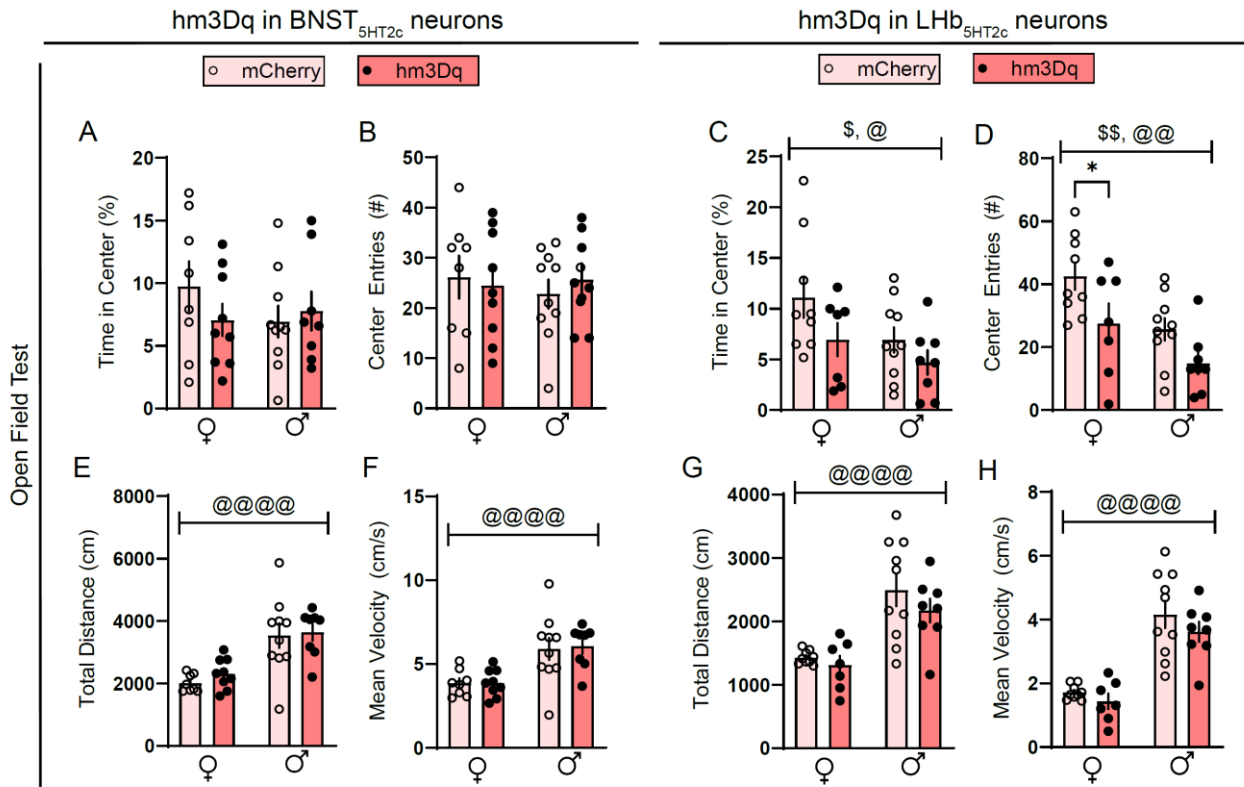 hm3Dq in BNST5HT2c neurons
hm3Dq in LHb5HT2c neurons
mCherry
hm3Dq
mCherry
hm3Dq
Open Field Test
A
Time in Center (%)
20
15
10
5
0
♀
♂
B
Center Entries (#)
50
40
30
20
10
0
♀
♂
C
$, @
Time in Center (%)
25
20
15
10
5
0
♀
♂
D
$$, @@
*
Center Entries (#)
80
60
40
20
0
♀
♂
E
@@@@
Total Distance (cm)
8000
6000
4000
2000
0
♀
♂
F
@@@@
Mean Velocity (cm/s)
15
10
5
0
♀
♂
G
@@@@
Total Distance (cm)
4000
3000
2000
1000
0
♀
♂
H
@@@@
Mean Velocity (cm/s)
8
6
4
2
0
♀
♂